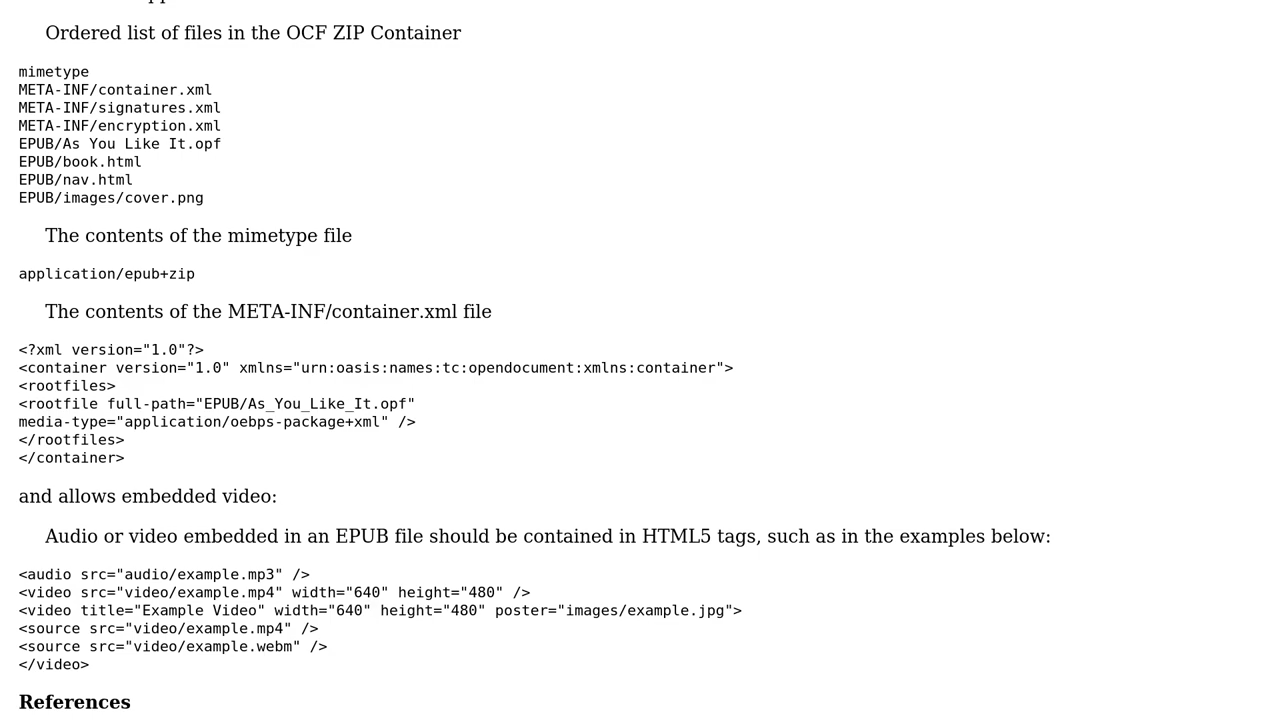 Ordered list of files in the OCF ZIP Container
mimetype
META-INF/container.xml
META-INF/signatures.xml
META-INF/encryption.xml
EPUB/As You Like It.opf
EPUB/book.html
EPUB/nav.html
EPUB/images/cover.png
The contents of the mimetype file
application/epub+zip
The contents of the META-INF/container.xml file
<?xml version="1.0"?>
<container version="1.0" xmlns="urn:oasis:names:tc:opendocument:xmlns:container">
<rootfiles>
<rootfile full-path="EPUB/As_You_Like_It.opf"
media-type="application/oebps-package+xml" />
</rootfiles>
</container>
and allows embedded video:
Audio or video embedded in an EPUB file should be contained in HTML5 tags, such as in the examples below:
<audio src="audio/example.mp3" />
<video src="video/example.mp4" width="640" height="480" />
<video title="Example Video" width="640" height="480" poster="images/example.jpg">
<source src="video/example.mp4" />
<source src="video/example.webm" />
</video>
References